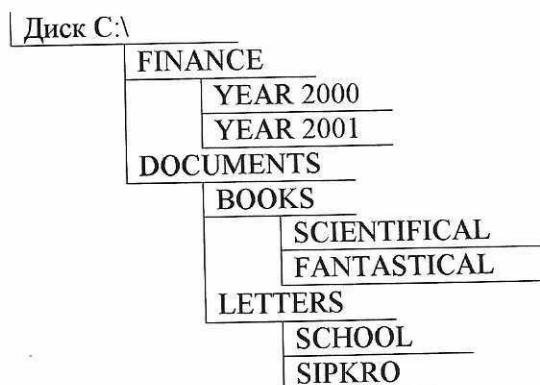 Диск C:\
FINANCE
YEAR 2000
YEAR 2001
DOCUMENTS
BOOKS
SCIENTIFICAL
FANTASTICAL
LETTERS
SCHOOL
SIPKRO